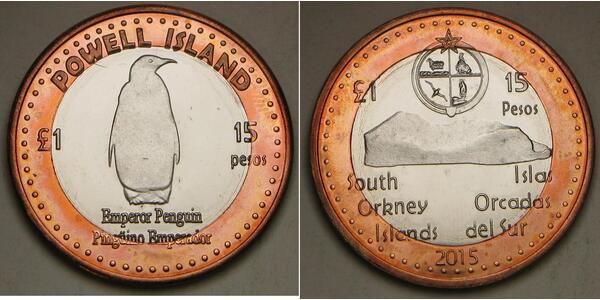 POWELL ISLAND
£1
15
pesos
Emperor Penguin
Pingüino Emperador
£1
15
Pesos
South
Orkney
Islands
Islas
Orcadas
del Sur
2015